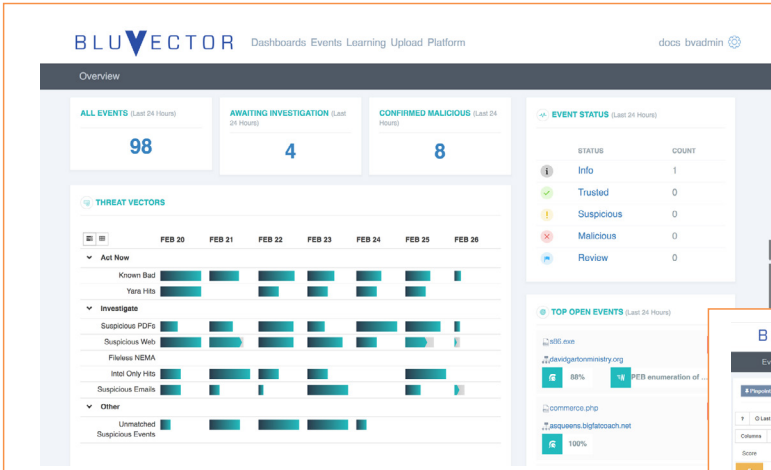 BLUVECTOR Dashboards Events Learning Upload Platform docs bvadmin
Overview
ALL EVENTS (Last 24 Hours)
98
AWAITING INVESTIGATION (Last
24 Hours)
4
CONFIRMED MALICIOUS (Last 24
Hours)
8
EVENT STATUS (Last 24 Hours)
STATUS COUNT
Info 1
Trusted 0
Suspicious 0
Malicious 0
Review 0
THREAT VECTORS
FEB 20 FEB 21 FEB 22 FEB 23 FEB 24 FEB 25 FEB 26
Act Now
Known Bad
Yara Hits
Investigate
Suspicious PDFs
Suspicious Web
Fileless NEMA
Intel Only Hits
Suspicious Emails
Other
Unmatched
Suspicious Events
TOP OPEN EVENTS (Last 24 Hours)
s86.exe
davidgartonministry.org
88% PEB enumeration of ...
commerce.php
aequeens.bigfatcoach.net
100%
B
Ev
Pinpoint
? Last
Columns
Score